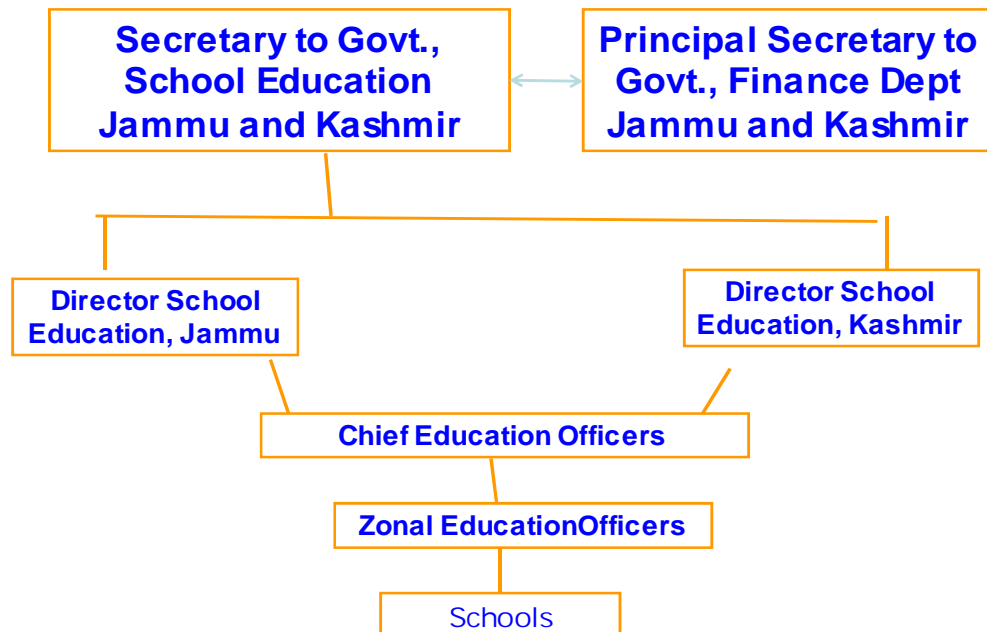 Secretary to Govt.,
School Education
Jammu and Kashmir
Principal Secretary to
Govt., Finance Dept
Jammu and Kashmir
Director School
Education, Jammu
Director School
Education, Kashmir
Chief Education Officers
Zonal EducationOfficers
Schools